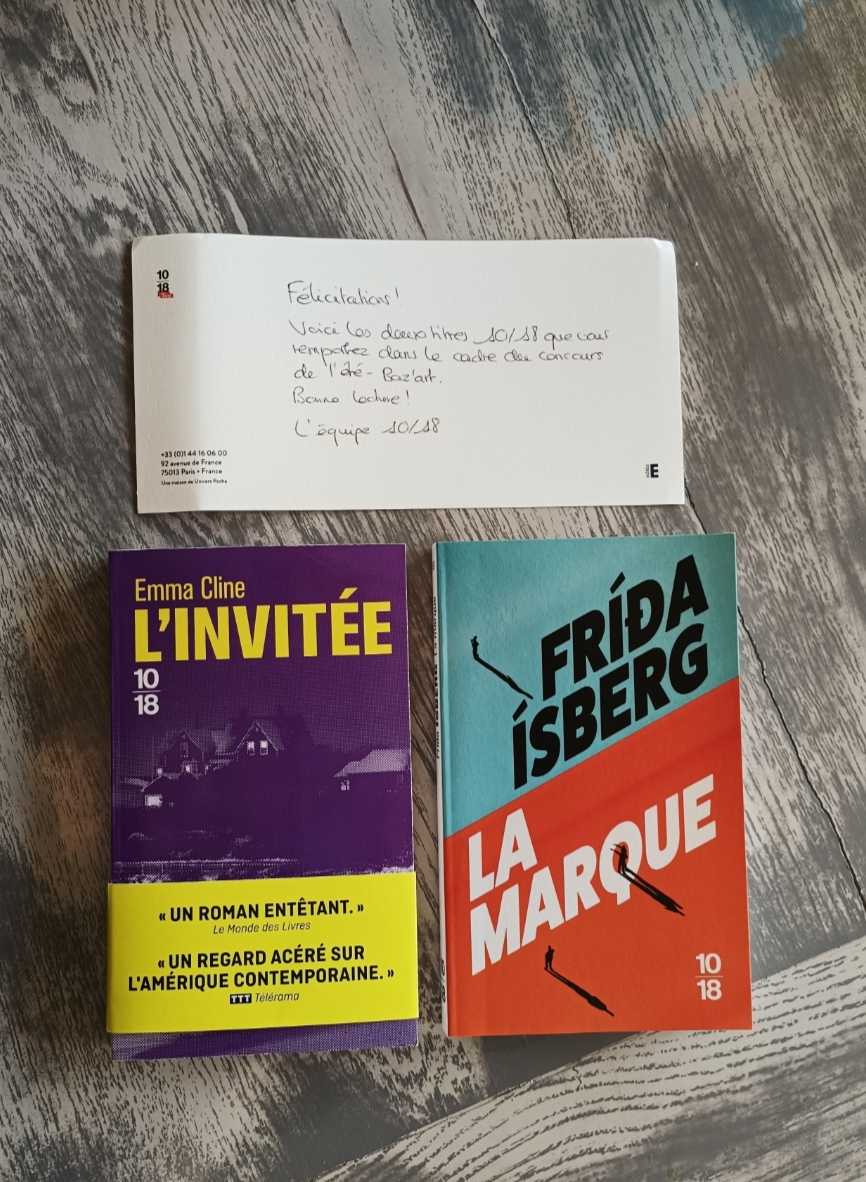 10
18
Félicitations!
Voici les deux titres 10/18 que vous
remportez dans le cadre du concours
de l'été - Baz'art.
Bonne lecture!
L'équipe 10/18
+33 (0)1 44 16 06 00
92 avenue de France
75013 Paris • France
Une maison de Univers Poche
E
Emma Cline
L'INVITÉE
10
18
« UN ROMAN ENTÊTANT. »
Le Monde des Livres
« UN REGARD ACÉRÉ SUR
L'AMÉRIQUE CONTEMPORAINE. »
TTT Télérama
FRÍÐA
ÍSBERG
LA
MARQUE
10
18